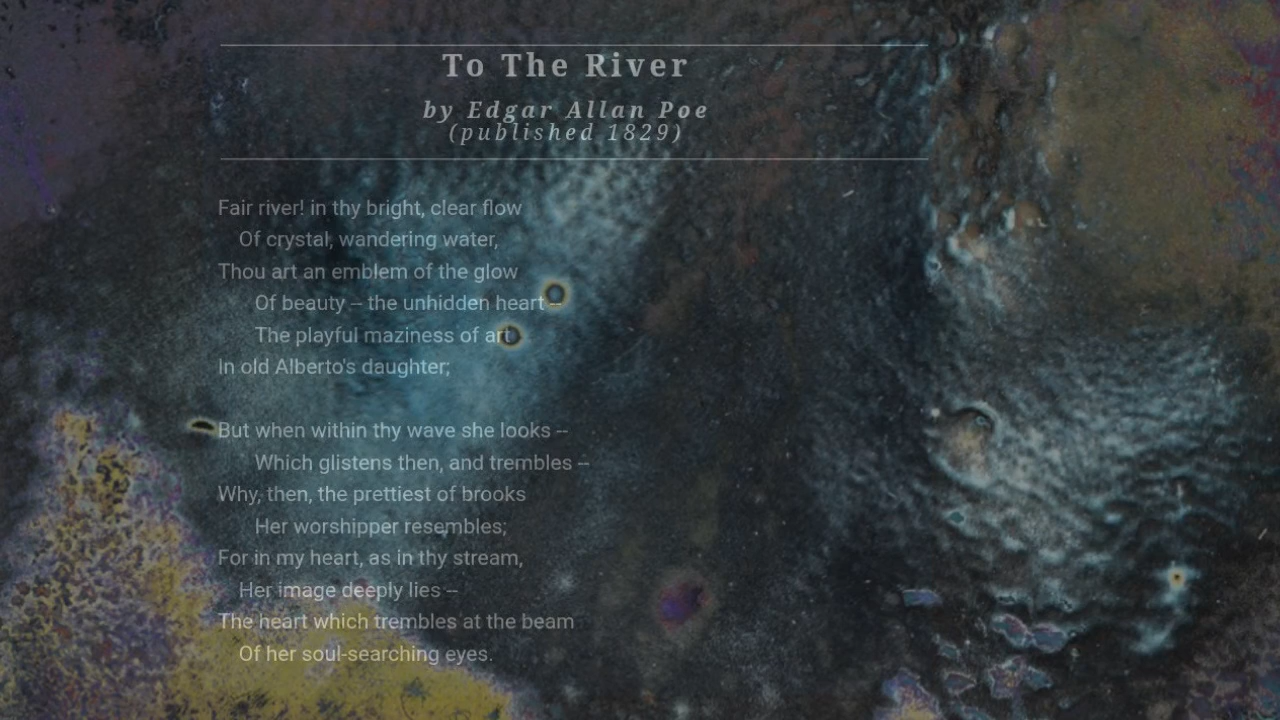 To The River
by Edgar Allan Poe
(published 1829)
Fair river! in thy bright, clear flow
Of crystal, wandering water,
Thou art an emblem of the glow
Of beauty -- the unhidden heart --
The playful maziness of art
In old Alberto's daughter;
But when within thy wave she looks --
Which glistens then, and trembles --
Why, then, the prettiest of brooks
Her worshipper resembles;
For in my heart, as in thy stream,
Her image deeply lies --
The heart which trembles at the beam
Of her soul-searching eyes.